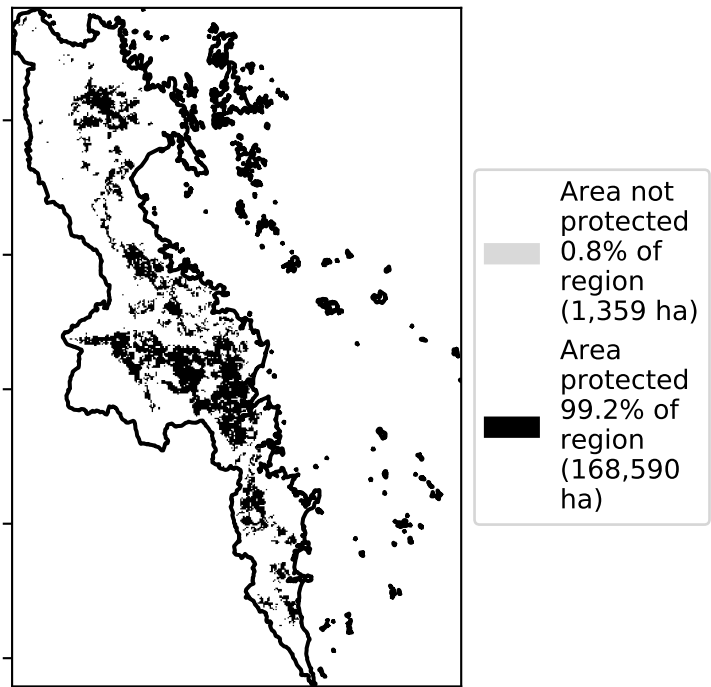 Area not
protected
0.8% of
region
(1,359 ha)
Area
protected
99.2% of
region
(168,590
ha)